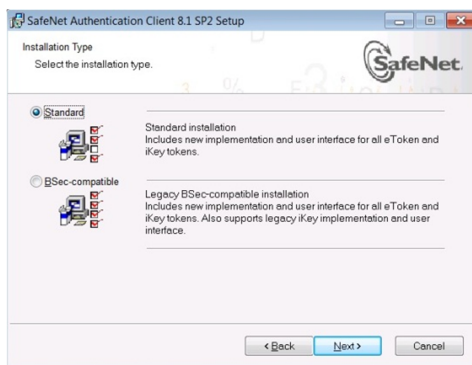 SafeNet Authentication Client 8.1 SP2 Setup
Installation Type
Select the installation type.
SafeNet.
Standard
Standard installation
Includes new implementation and user interface for all eToken and
iKey tokens.
BSec-compatible
Legacy BSec-compatible installation
Includes new implementation and user interface for all eToken and
iKey tokens. Also supports legacy iKey implementation and user
interface.
< Back
Next >
Cancel